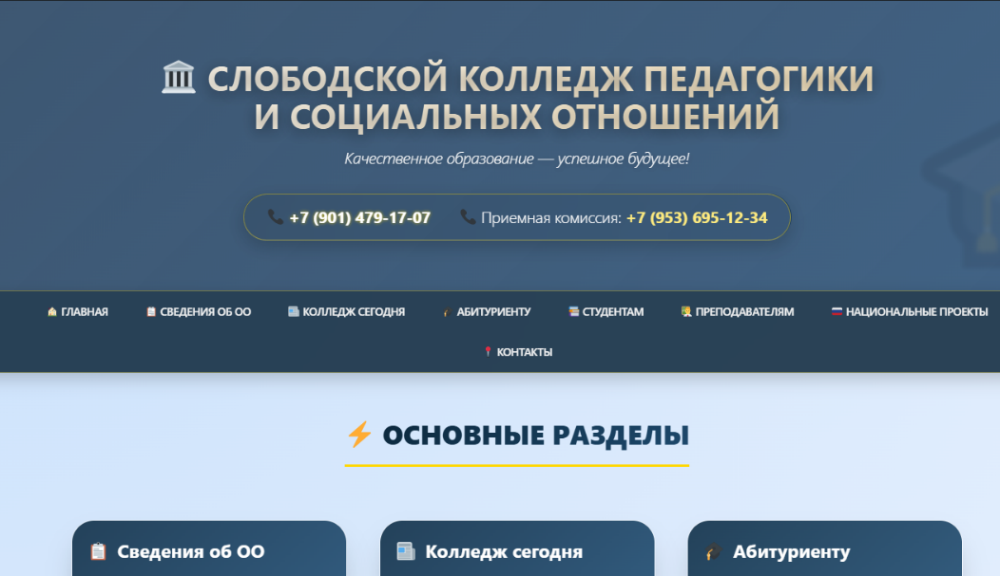 СЛОБОДСКОЙ КОЛЛЕДЖ ПЕДАГОГИКИ
И СОЦИАЛЬНЫХ ОТНОШЕНИЙ
Качественное образование — успешное будущее!
+7 (901) 479-17-07 Приемная комиссия: +7 (953) 695-12-34
ГЛАВНАЯ СВЕДЕНИЯ ОБ ОО КОЛЛЕДЖ СЕГОДНЯ АБИТУРИЕНТУ СТУДЕНТАМ ПРЕПОДАВАТЕЛЯМ НАЦИОНАЛЬНЫЕ ПРОЕКТЫ
КОНТАКТЫ
ОСНОВНЫЕ РАЗДЕЛЫ
Сведения об ОО Колледж сегодня Абитуриенту